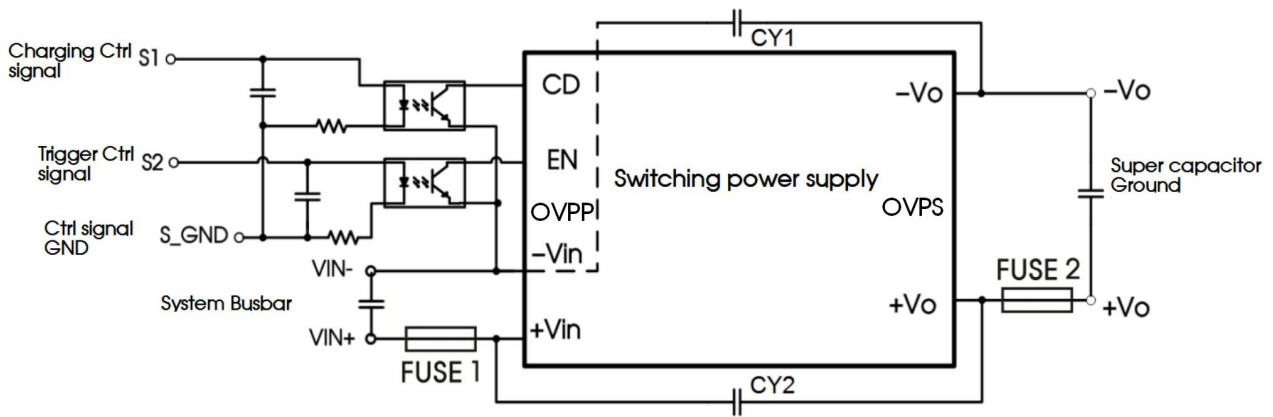 CY1
Charging Ctrl
signal
S1
CD
−Vo
−Vo
Trigger Ctrl
signal
S2
EN
Switching power supply
Super capacitor
Ground
OVPP
OVPS
Ctrl signal
GND
S_GND
−Vin
VIN-
FUSE 2
System Busbar
+Vo
+Vo
VIN+
+Vin
FUSE 1
CY2